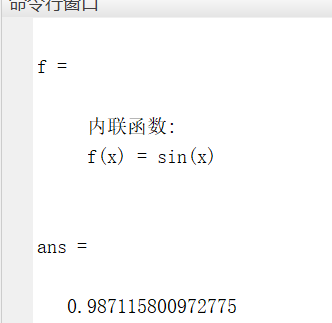 命令行窗口
f =
内联函数:
f(x) = sin(x)
ans =
0.987115800972775